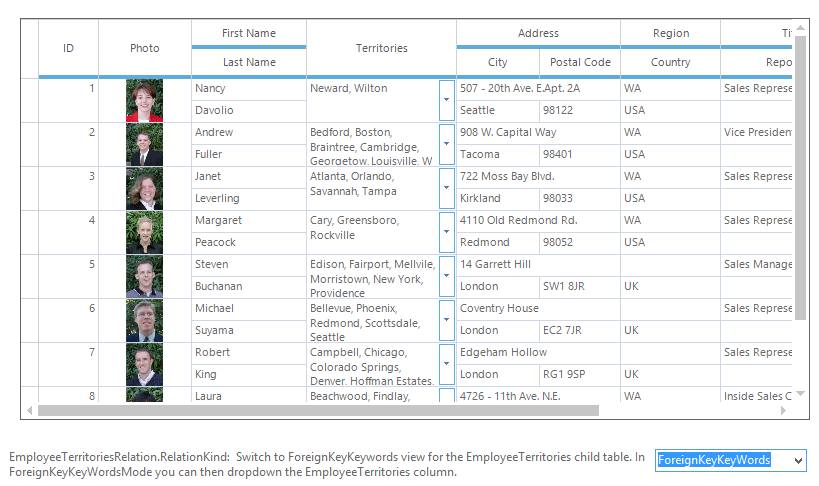 First Name Address Region Tit
ID Photo Territories
Last Name City Postal Code Country Repo
1 Nancy Neward, Wilton 507 - 20th Ave. E.Apt. 2A WA Sales Represe
Davolio Seattle 98122 USA
2 Andrew Bedford, Boston, 908 W. Capital Way WA Vice President
Braintree, Cambridge,
Fuller Georgetow, Louisville, W Tacoma 98401 USA
3 Janet Atlanta, Orlando, 722 Moss Bay Blvd. WA Sales Represe
Savannah, Tampa
Leverling Kirkland 98033 USA
4 Margaret Cary, Greensboro, 4110 Old Redmond Rd. WA Sales Represe
Rockville
Peacock Redmond 98052 USA
5 Steven Edison, Fairport, Mellvile, 14 Garrett Hill Sales Manage
Morristown, New York,
Buchanan Providence London SW1 8JR UK
6 Michael Bellevue, Phoenix, Coventry House Sales Represe
Redmond, Scottsdale,
Suyama Seattle London EC2 7JR UK
7 Robert Campbell, Chicago, Edgeham Hollow Sales Represe
Colorado Springs,
King Denver, Hoffman Estates, London RG1 9SP UK
8 Laura Beachwood, Findlay, 4726 - 11th Ave. N.E. WA Inside Sales C
EmployeeTerritoriesRelation.RelationKind: Switch to ForeignKeyKeywords view for the EmployeeTerritories child table. In
ForeignKeyKeyWordsMode you can then dropdown the EmployeeTerritories column.
ForeignKeyKeyWords